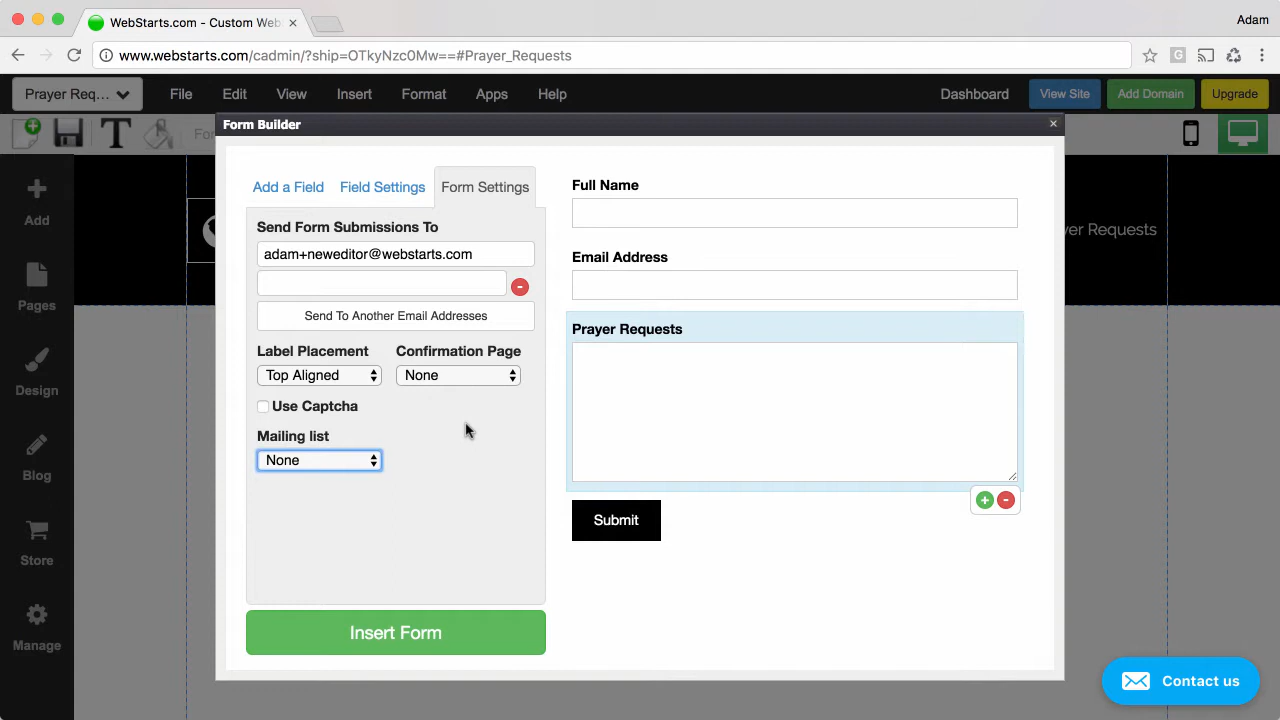 WebStarts.com - Custom Web
Adam
www.webstarts.com/cadmin/?ship=OTkyNzc0Mw==#Prayer_Requests
Prayer Req... File Edit View Insert Format Apps Help Dashboard View Site Add Domain Upgrade
Form Builder
Add a Field Field Settings Form Settings
Send Form Submissions To
adam+neweditor@webstarts.com
Send To Another Email Addresses
Label Placement Confirmation Page
Top Aligned None
Use Captcha
Mailing list
None
Insert Form
Full Name
Email Address
Prayer Requests
Submit
Add
Pages
Design
Blog
Store
Manage
yer Requests
Contact us